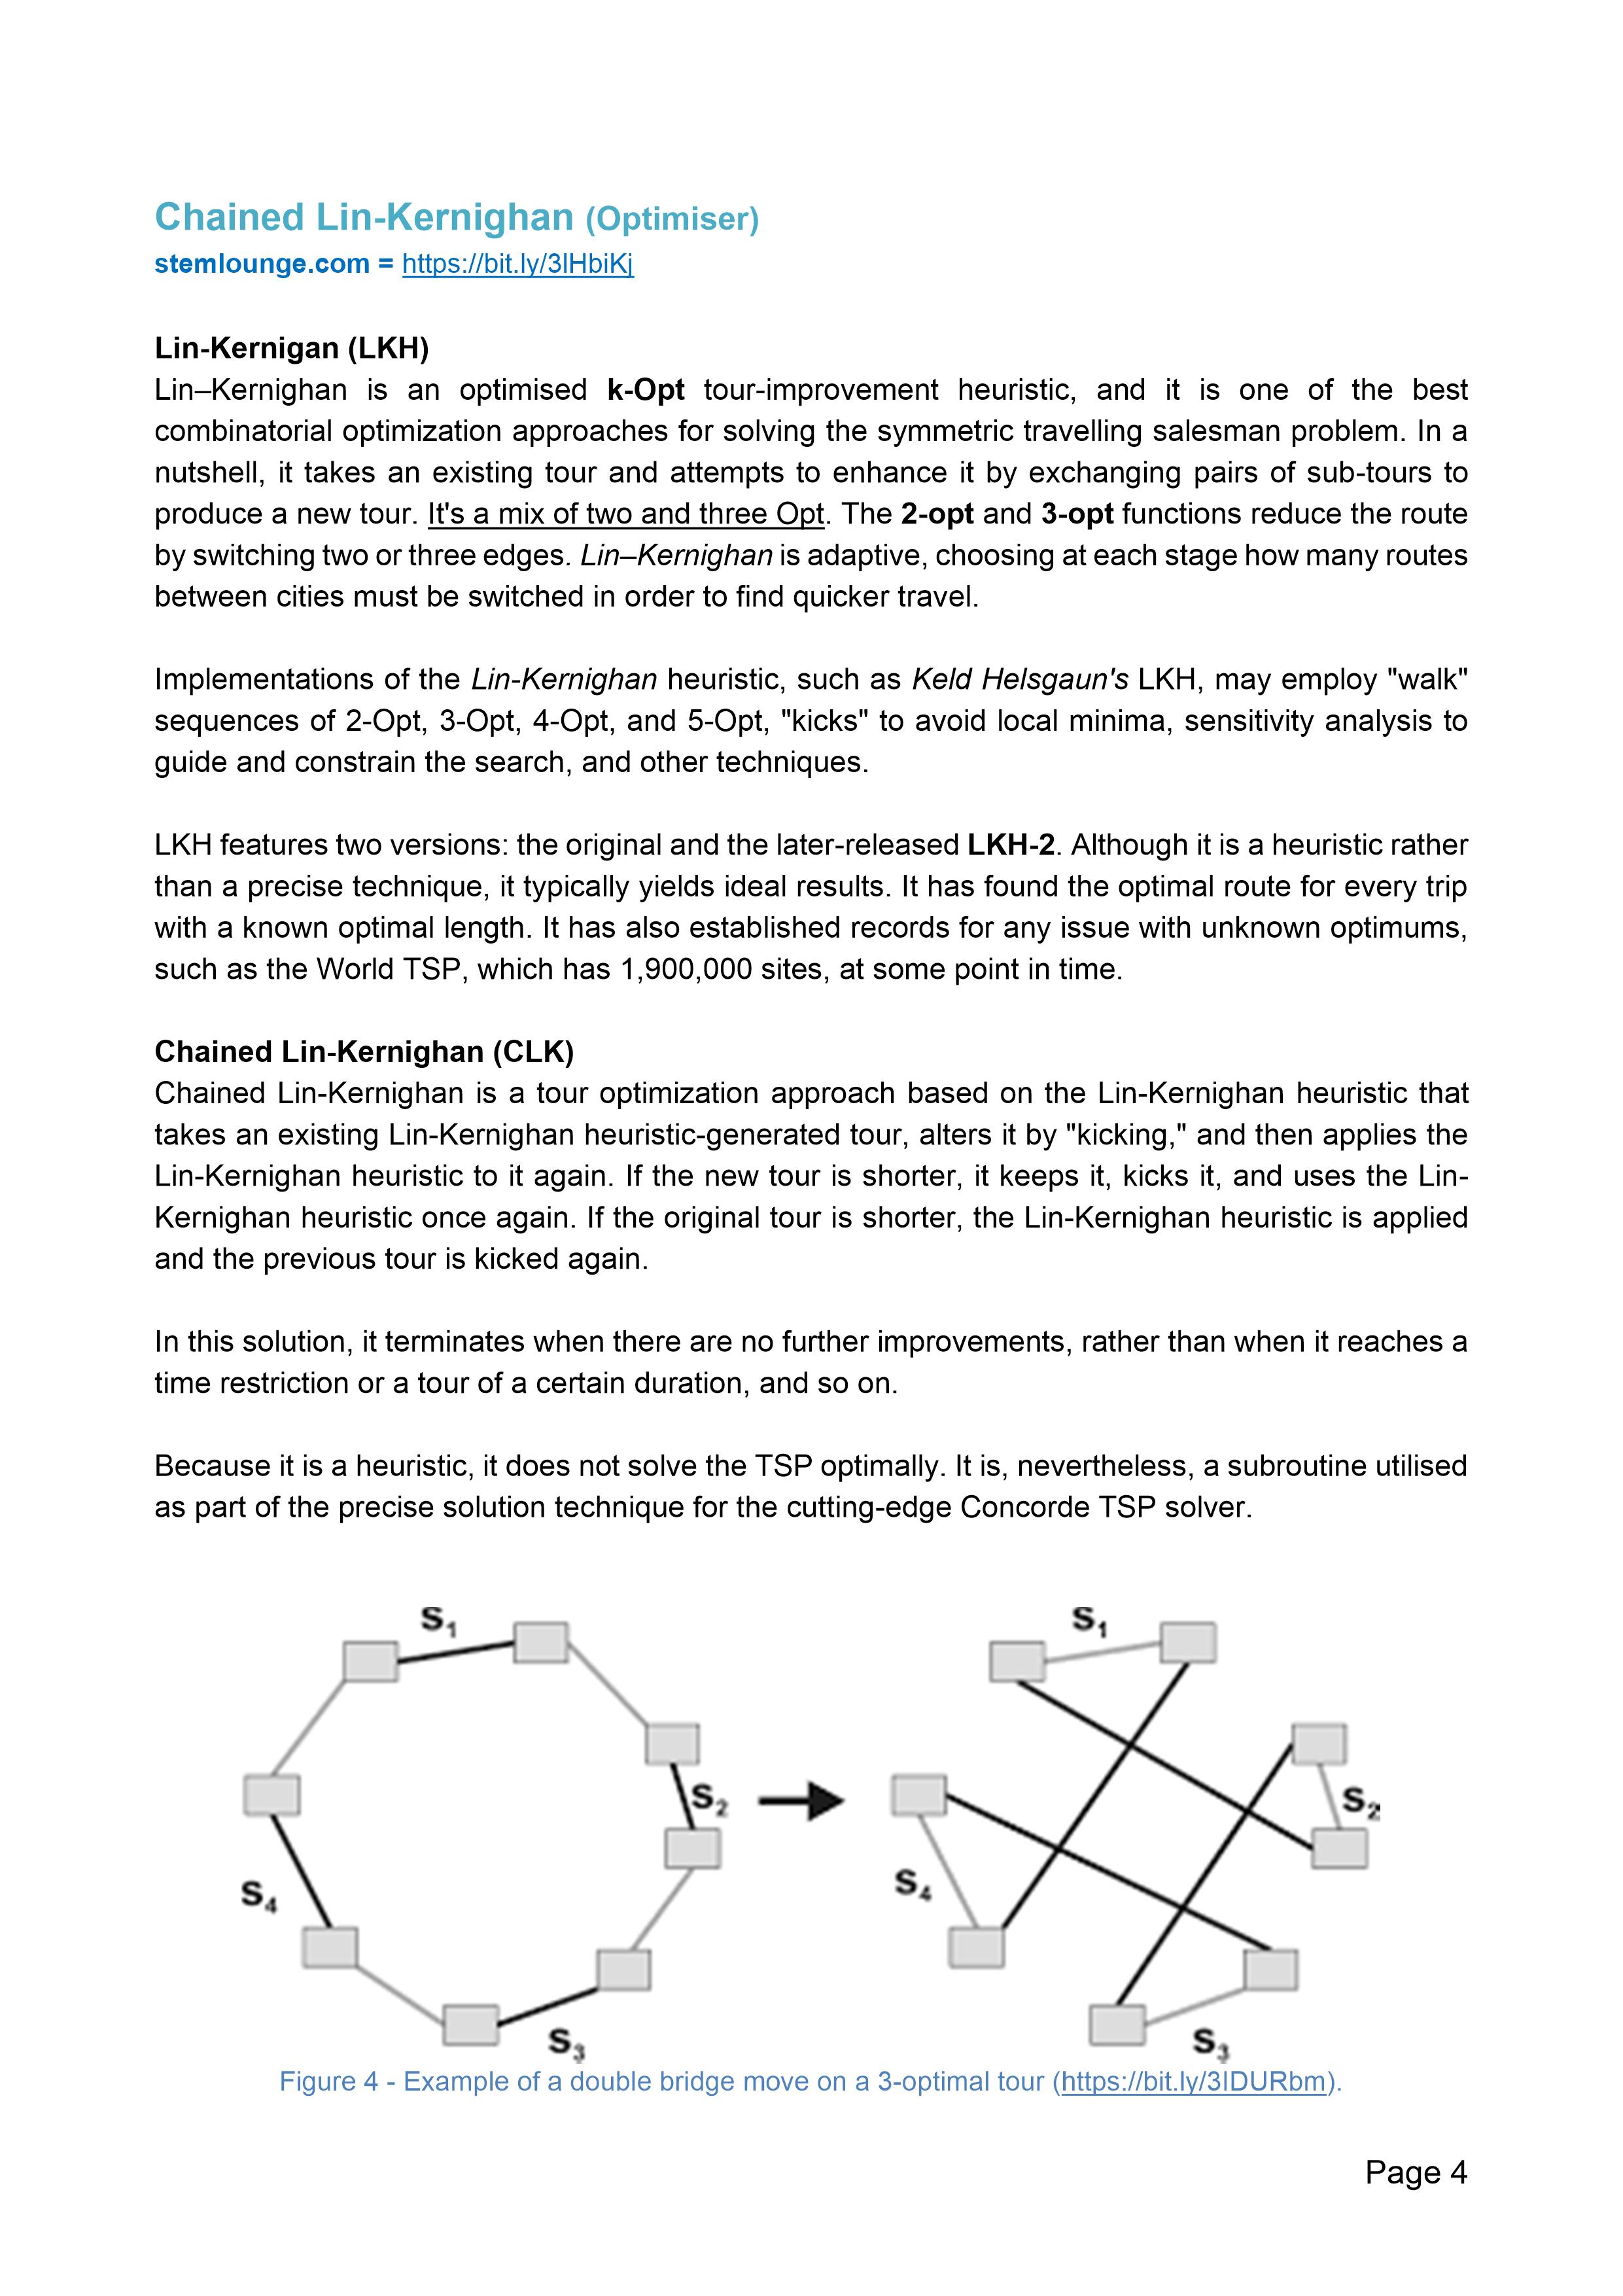 Chained Lin-Kernighan (Optimiser)
stemlounge.com = https://bit.ly/3lHbiKj
Lin-Kernigan (LKH)
Lin–Kernighan is an optimised k-Opt tour-improvement heuristic, and it is one of the best
combinatorial optimization approaches for solving the symmetric travelling salesman problem. In a
nutshell, it takes an existing tour and attempts to enhance it by exchanging pairs of sub-tours to
produce a new tour. It's a mix of two and three Opt. The 2-opt and 3-opt functions reduce the route
by switching two or three edges. Lin–Kernighan is adaptive, choosing at each stage how many routes
between cities must be switched in order to find quicker travel.
Implementations of the Lin-Kernighan heuristic, such as Keld Helsgaun's LKH, may employ "walk"
sequences of 2-Opt, 3-Opt, 4-Opt, and 5-Opt, "kicks" to avoid local minima, sensitivity analysis to
guide and constrain the search, and other techniques.
LKH features two versions: the original and the later-released LKH-2. Although it is a heuristic rather
than a precise technique, it typically yields ideal results. It has found the optimal route for every trip
with a known optimal length. It has also established records for any issue with unknown optimums,
such as the World TSP, which has 1,900,000 sites, at some point in time.
Chained Lin-Kernighan (CLK)
Chained Lin-Kernighan is a tour optimization approach based on the Lin-Kernighan heuristic that
takes an existing Lin-Kernighan heuristic-generated tour, alters it by "kicking," and then applies the
Lin-Kernighan heuristic to it again. If the new tour is shorter, it keeps it, kicks it, and uses the Lin-
Kernighan heuristic once again. If the original tour is shorter, the Lin-Kernighan heuristic is applied
and the previous tour is kicked again.
In this solution, it terminates when there are no further improvements, rather than when it reaches a
time restriction or a tour of a certain duration, and so on.
Because it is a heuristic, it does not solve the TSP optimally. It is, nevertheless, a subroutine utilised
as part of the precise solution technique for the cutting-edge Concorde TSP solver.
S1 S1
S2 S2
S4 S4
S3 S3
Figure 4 - Example of a double bridge move on a 3-optimal tour (https://bit.ly/3IDURbm).
Page 4